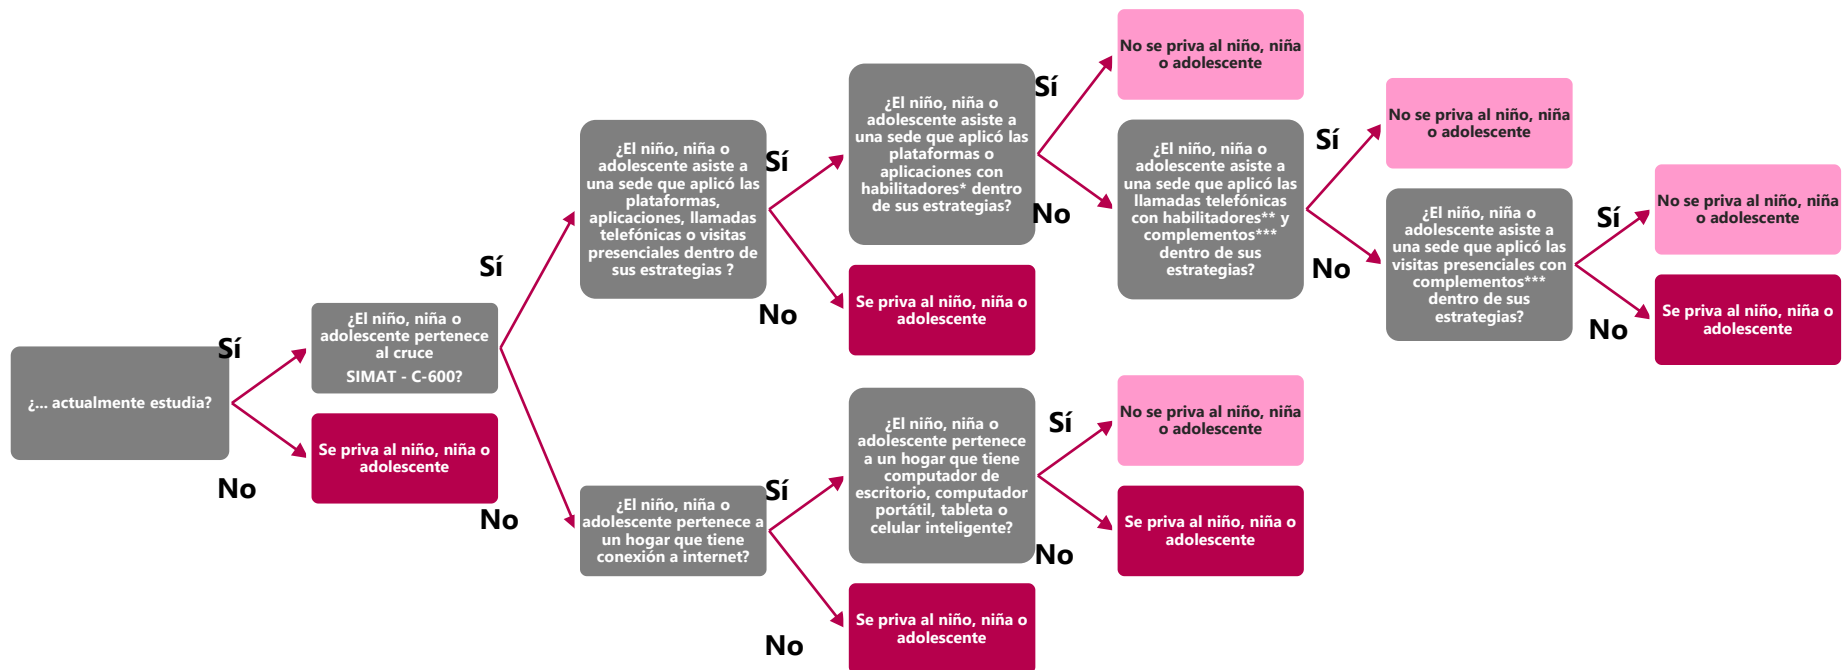 ¿... actualmente estudia?
Sí
No
¿El niño, niña o
adolescente pertenece
al cruce
SIMAT - C-600?
Se priva al niño, niña o
adolescente
Sí
No
¿El niño, niña o
adolescente asiste a
una sede que aplicó las
plataformas,
aplicaciones, llamadas
telefónicas o visitas
presenciales dentro de
sus estrategias ?
¿El niño, niña o
adolescente pertenece a
un hogar que tiene
conexión a internet?
Sí
No
Sí
No
¿El niño, niña o
adolescente asiste a
una sede que aplicó las
plataformas o
aplicaciones con
habilitadores* dentro
de sus estrategias?
Se priva al niño, niña o
adolescente
¿El niño, niña o
adolescente pertenece
a un hogar que tiene
computador de
escritorio, computador
portátil, tableta o
celular inteligente?
Se priva al niño, niña o
adolescente
Sí
No
Sí
No
No se priva al niño, niña
o adolescente
¿El niño, niña o
adolescente asiste a
una sede que aplicó las
llamadas telefónicas
con habilitadores** y
complementos***
dentro de sus
estrategias?
No se priva al niño, niña
o adolescente
Se priva al niño, niña o
adolescente
Sí
No
No se priva al niño, niña
o adolescente
¿El niño, niña o
adolescente asiste a
una sede que aplicó las
visitas presenciales con
complementos***
dentro de sus
estrategias?
Sí
No
No se priva al niño, niña
o adolescente
Se priva al niño, niña o
adolescente